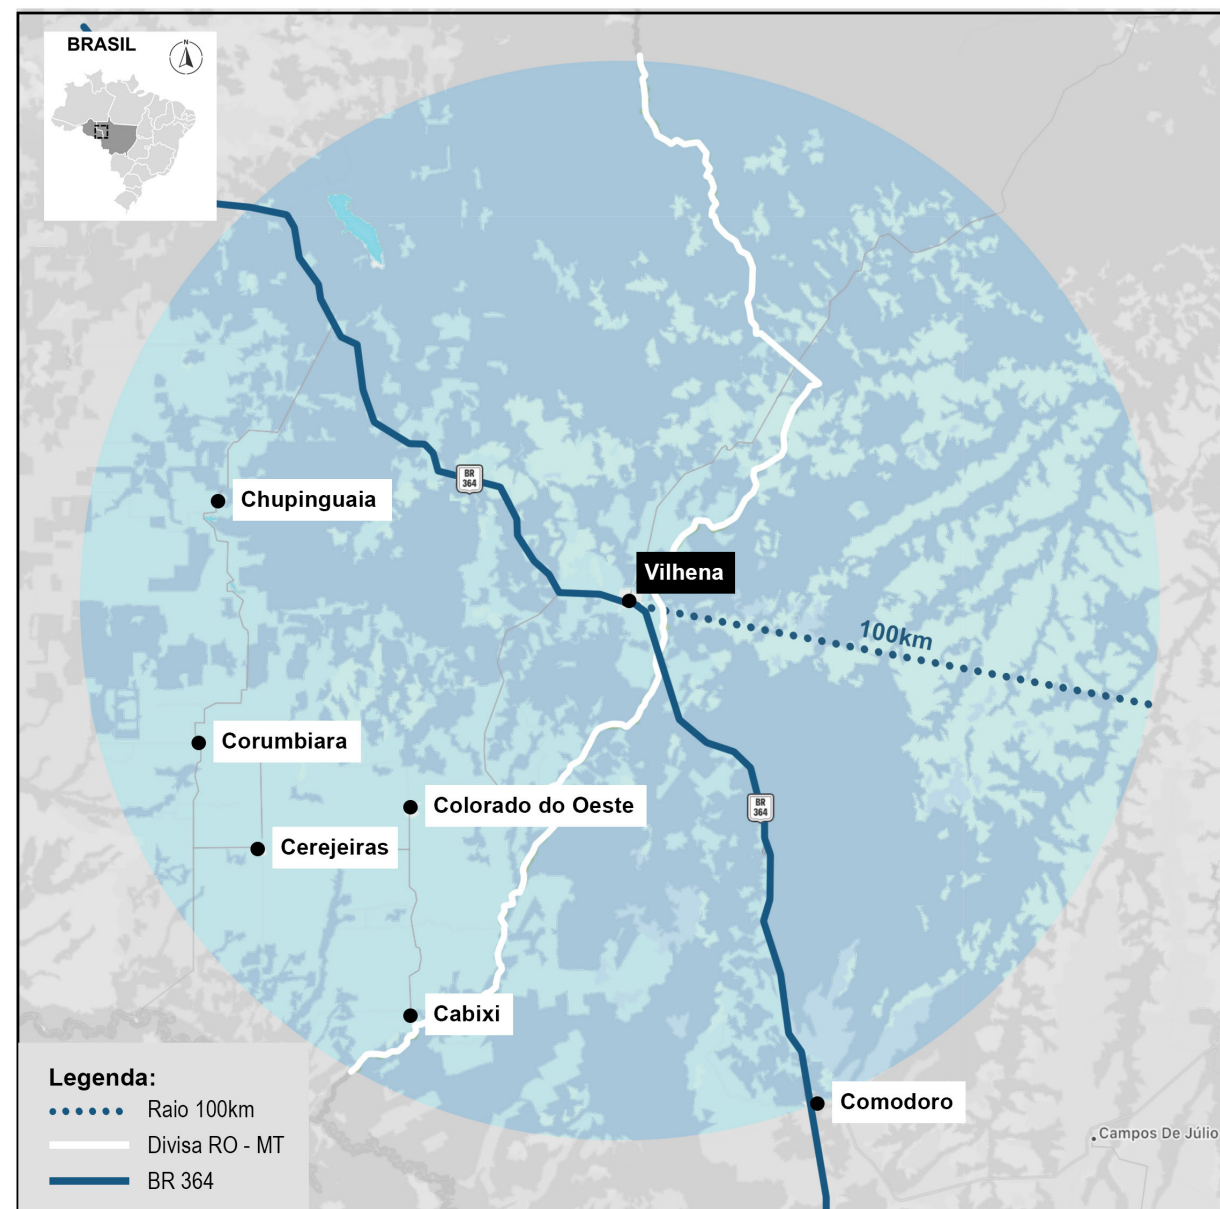 BRASIL
N
BR
364
Chupinguaia
Vilhena
100km
Corumbiara
Colorado do Oeste
BR
364
Cerejeiras
Cabixi
Comodoro
Campos De Júlio
Legenda:
Raio 100km
Divisa RO - MT
BR 364